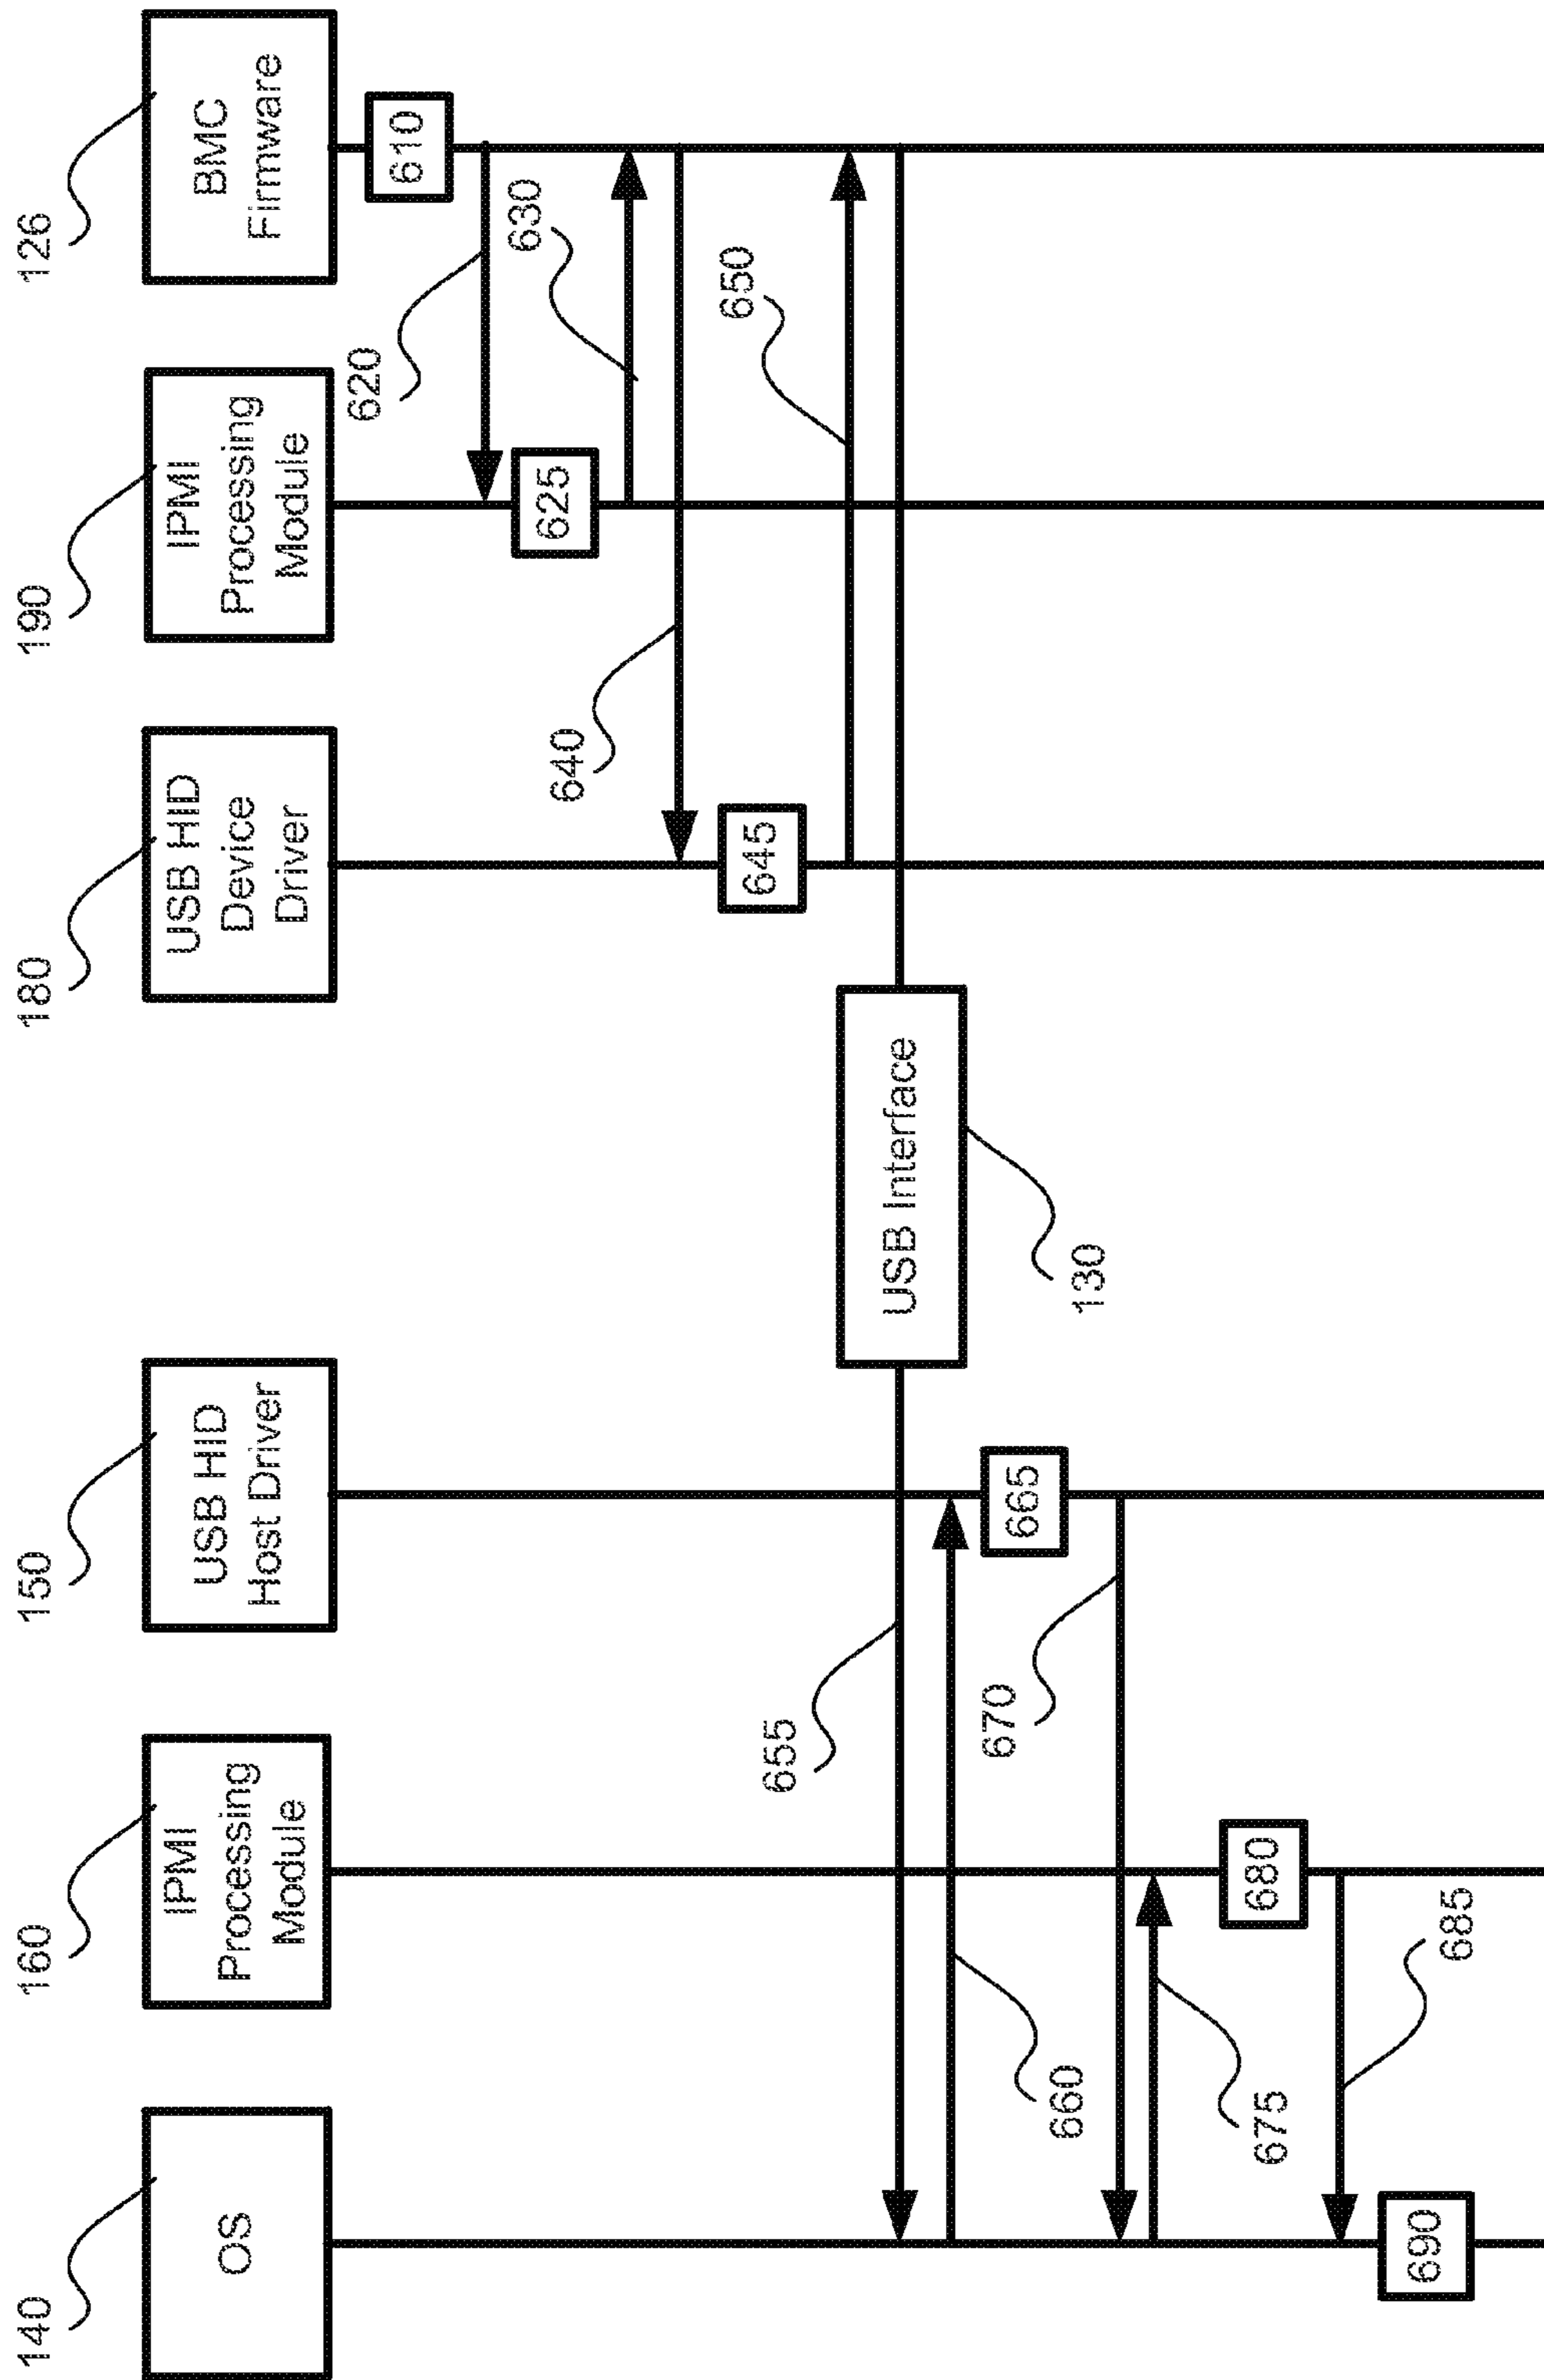 140
OS
160
IPMI
Processing
Module
150
USB HID
Host Driver
180
USB HID
Device
Driver
190
IPMI
Processing
Module
126
BMC
Firmware
610
620
625
630
640
645
650
USB Interface
130
655
660
665
670
675
680
685
690